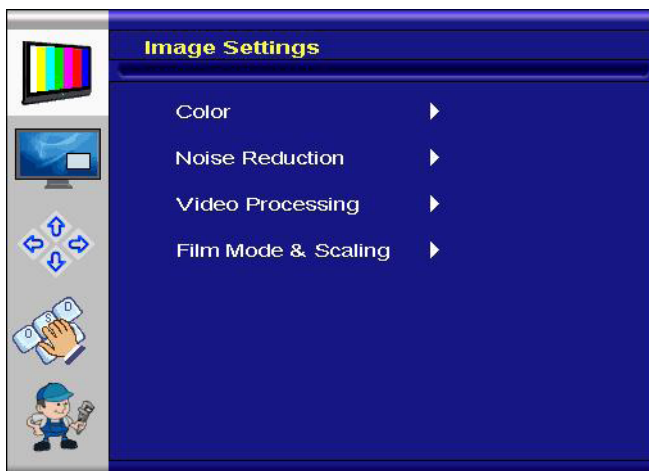 Image Settings
Color
Noise Reduction
Video Processing
Film Mode & Scaling
O S D